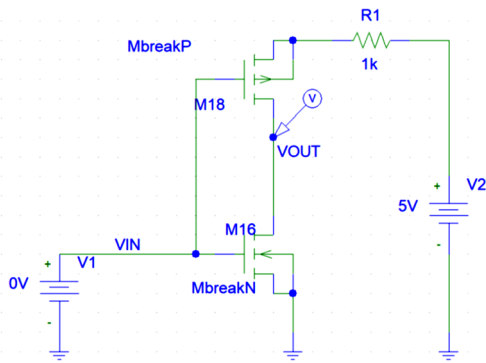 R1
MbreakP
1k
V
M18
VOUT
V2
+
5V
M16
VIN
V1
+
-
0V
MbreakN
-